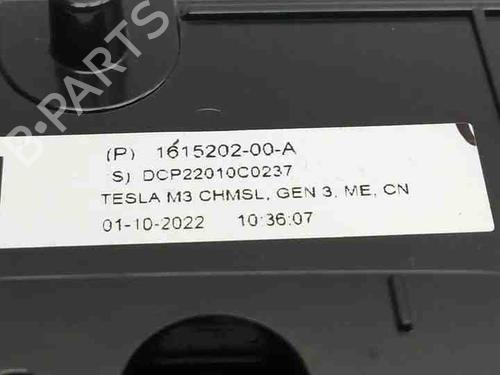 B-PARTS
(P) 1615202-00-A
S) DCP22010C0237
TESLA M3 CHMSL, GEN 3, ME, CN
01-10-2022 10:36:07